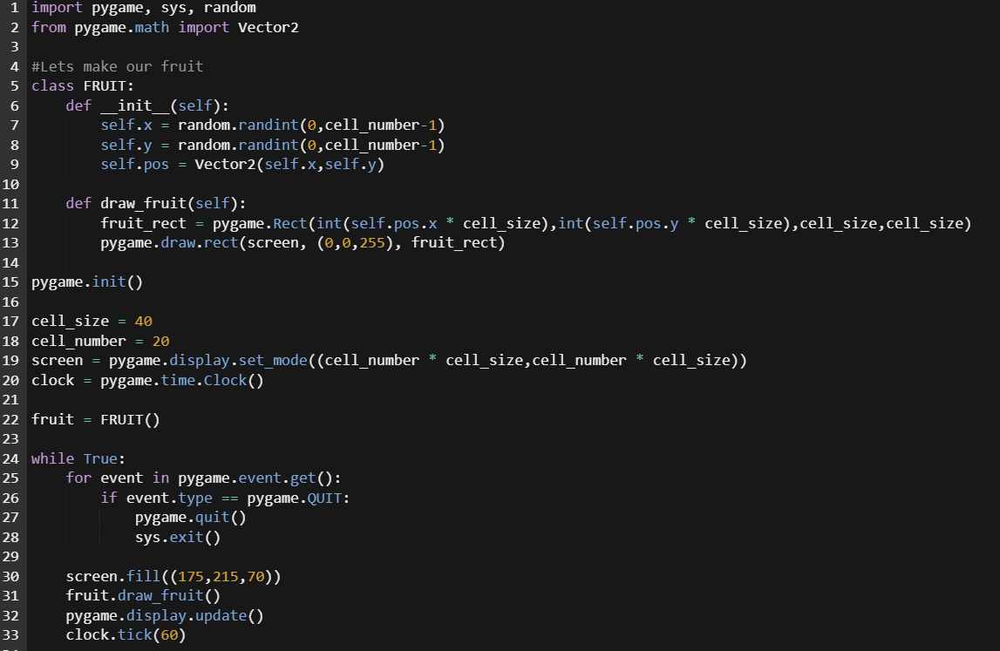 1 import pygame, sys, random
2 from pygame.math import Vector2
3
4 #Lets make our fruit
5 class FRUIT:
6     def __init__(self):
7         self.x = random.randint(0,cell_number-1)
8         self.y = random.randint(0,cell_number-1)
9         self.pos = Vector2(self.x,self.y)
10
11     def draw_fruit(self):
12         fruit_rect = pygame.Rect(int(self.pos.x * cell_size),int(self.pos.y * cell_size),cell_size,cell_size)
13         pygame.draw.rect(screen, (0,0,255), fruit_rect)
14
15 pygame.init()
16
17 cell_size = 40
18 cell_number = 20
19 screen = pygame.display.set_mode((cell_number * cell_size,cell_number * cell_size))
20 clock = pygame.time.Clock()
21
22 fruit = FRUIT()
23
24 while True:
25     for event in pygame.event.get():
26         if event.type == pygame.QUIT:
27             pygame.quit()
28             sys.exit()
29
30     screen.fill((175,215,70))
31     fruit.draw_fruit()
32     pygame.display.update()
33     clock.tick(60)